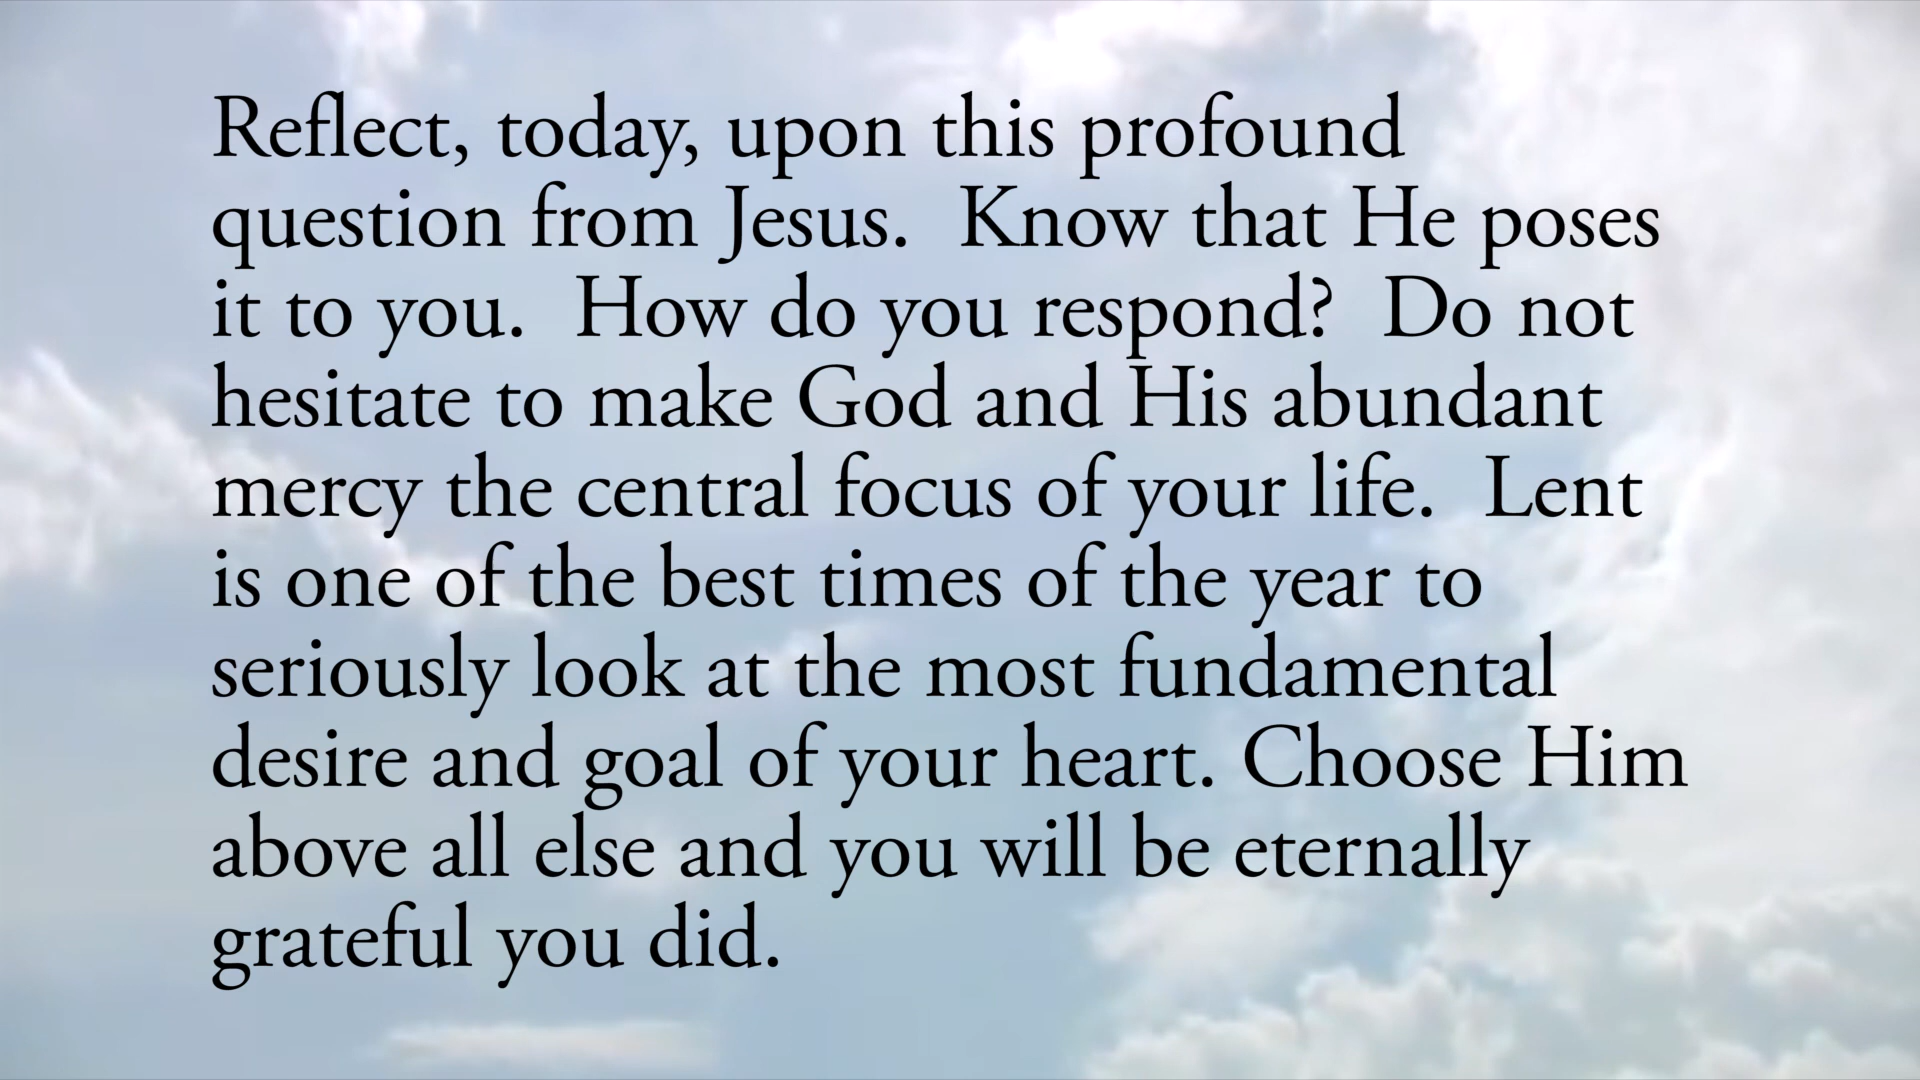 Reflect, today, upon this profound
question from Jesus.  Know that He poses
it to you.  How do you respond?  Do not
hesitate to make God and His abundant
mercy the central focus of your life.  Lent
is one of the best times of the year to
seriously look at the most fundamental
desire and goal of your heart. Choose Him
above all else and you will be eternally
grateful you did.